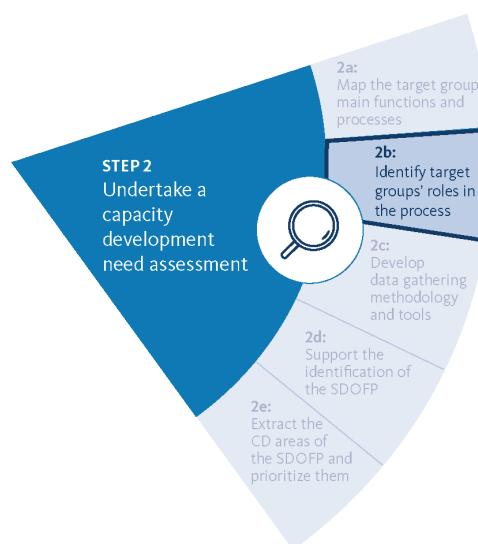 STEP 2
Undertake a
capacity
development
need assessment
2a:
Map the target group
main functions and
processes
2b:
Identify target
groups’ roles in
the process
2c:
Develop
data gathering
methodology
and tools
2d:
Support the
identification of
the SDOFP
2e:
Extract the
CD areas of
the SDOFP and
prioritize them